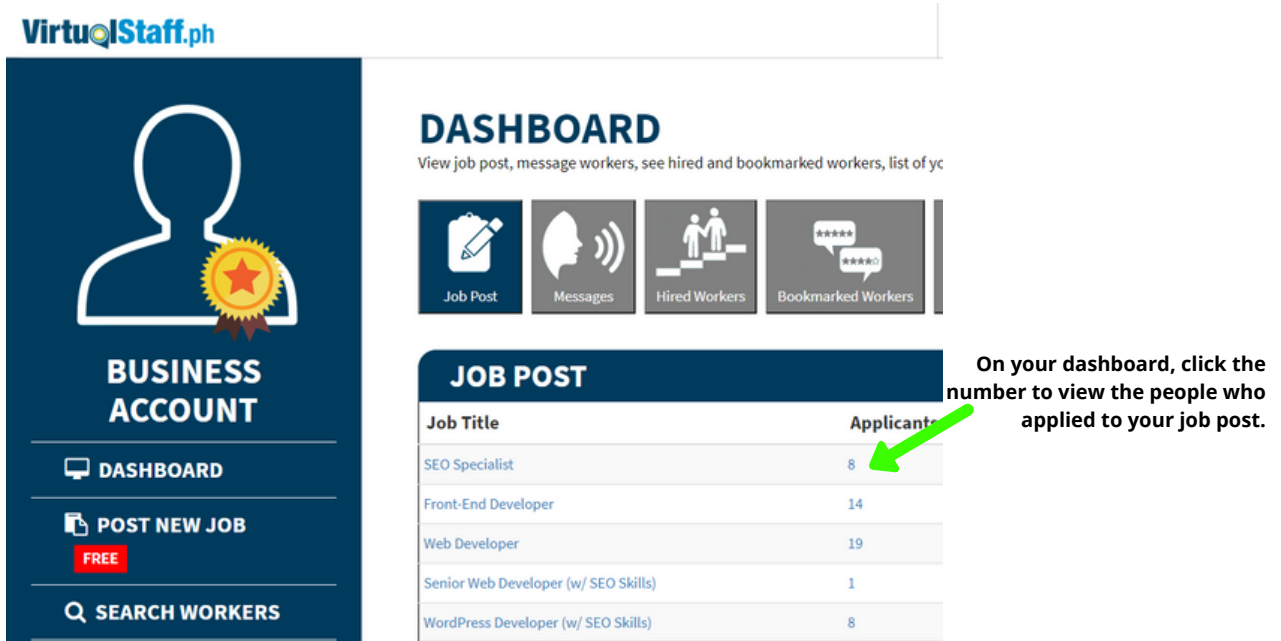 VirtualStaff.ph
DASHBOARD
View job post, message workers, see hired and bookmarked workers, list of yo
Job Post
Messages
Hired Workers
Bookmarked Workers
BUSINESS
ACCOUNT
DASHBOARD
POST NEW JOB
FREE
SEARCH WORKERS
JOB POST
Job Title Applicants
SEO Specialist 8
Front-End Developer 14
Web Developer 19
Senior Web Developer (w/ SEO Skills) 1
WordPress Developer (w/ SEO Skills) 8
On your dashboard, click the
number to view the people who
applied to your job post.